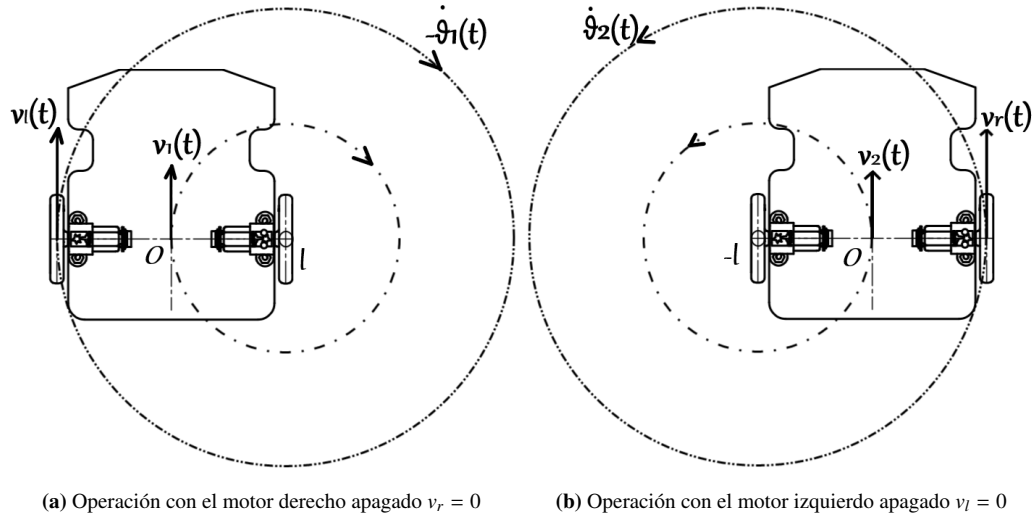 -ϑ̇1(t)
vl(t)
v1(t)
O
l
(a) Operación con el motor derecho apagado vr = 0
ϑ̇2(t)
vr(t)
v2(t)
-l
O
(b) Operación con el motor izquierdo apagado vl = 0